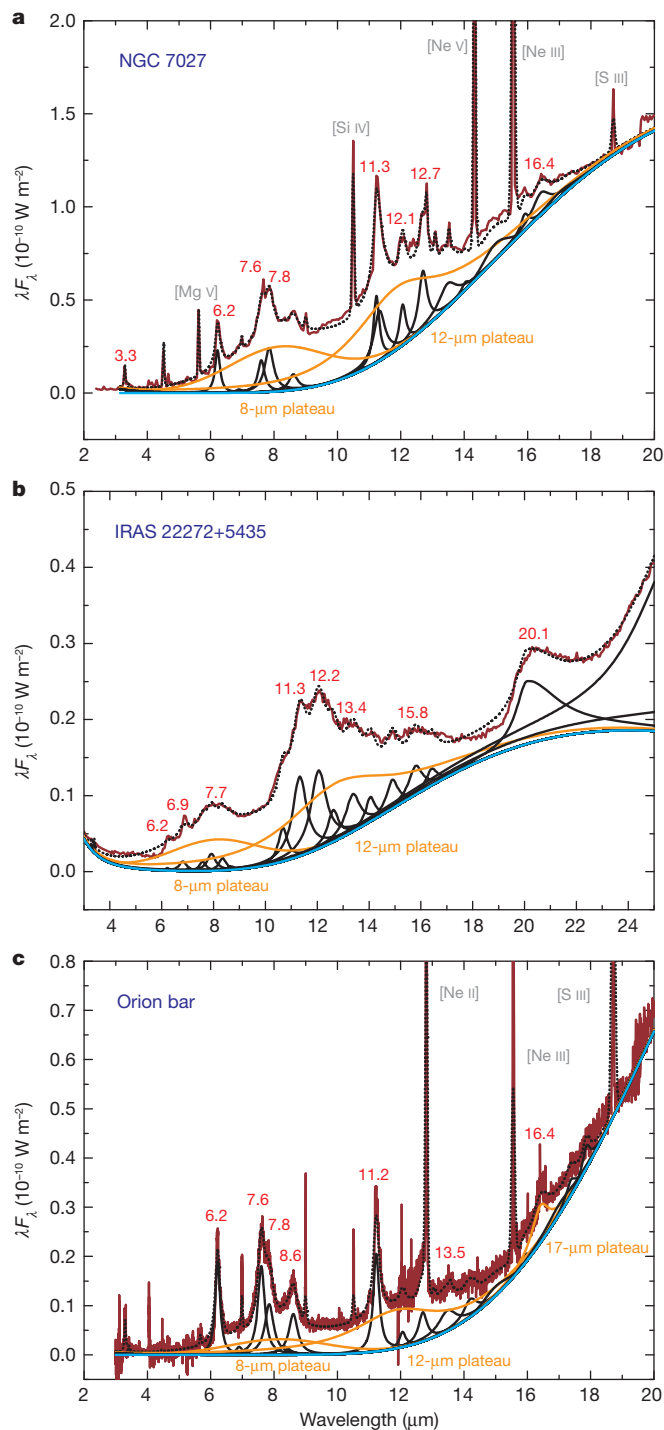 a
2.0
1.5
1.0
0.5
0.0
λFλ (10⁻¹⁰ W m⁻²)
NGC 7027
[Ne V]
[Ne III]
[S III]
[Si IV]
11.3
12.7
16.4
12.1
7.6
7.8
[Mg V]
6.2
3.3
12-μm plateau
8-μm plateau
2 4 6 8 10 12 14 16 18 20
b
0.5
0.4
0.3
0.2
0.1
0.0
λFλ (10⁻¹⁰ W m⁻²)
IRAS 22272+5435
20.1
12.2
11.3
13.4
15.8
7.7
6.9
6.2
12-μm plateau
8-μm plateau
4 6 8 10 12 14 16 18 20 22 24
c
0.8
0.7
0.6
0.5
0.4
0.3
0.2
0.1
0.0
λFλ (10⁻¹⁰ W m⁻²)
Orion bar
[Ne II]
[S III]
[Ne III]
16.4
11.2
7.6
6.2
7.8
8.6
13.5
17-μm plateau
8-μm plateau
12-μm plateau
2 4 6 8 10 12 14 16 18 20
Wavelength (μm)